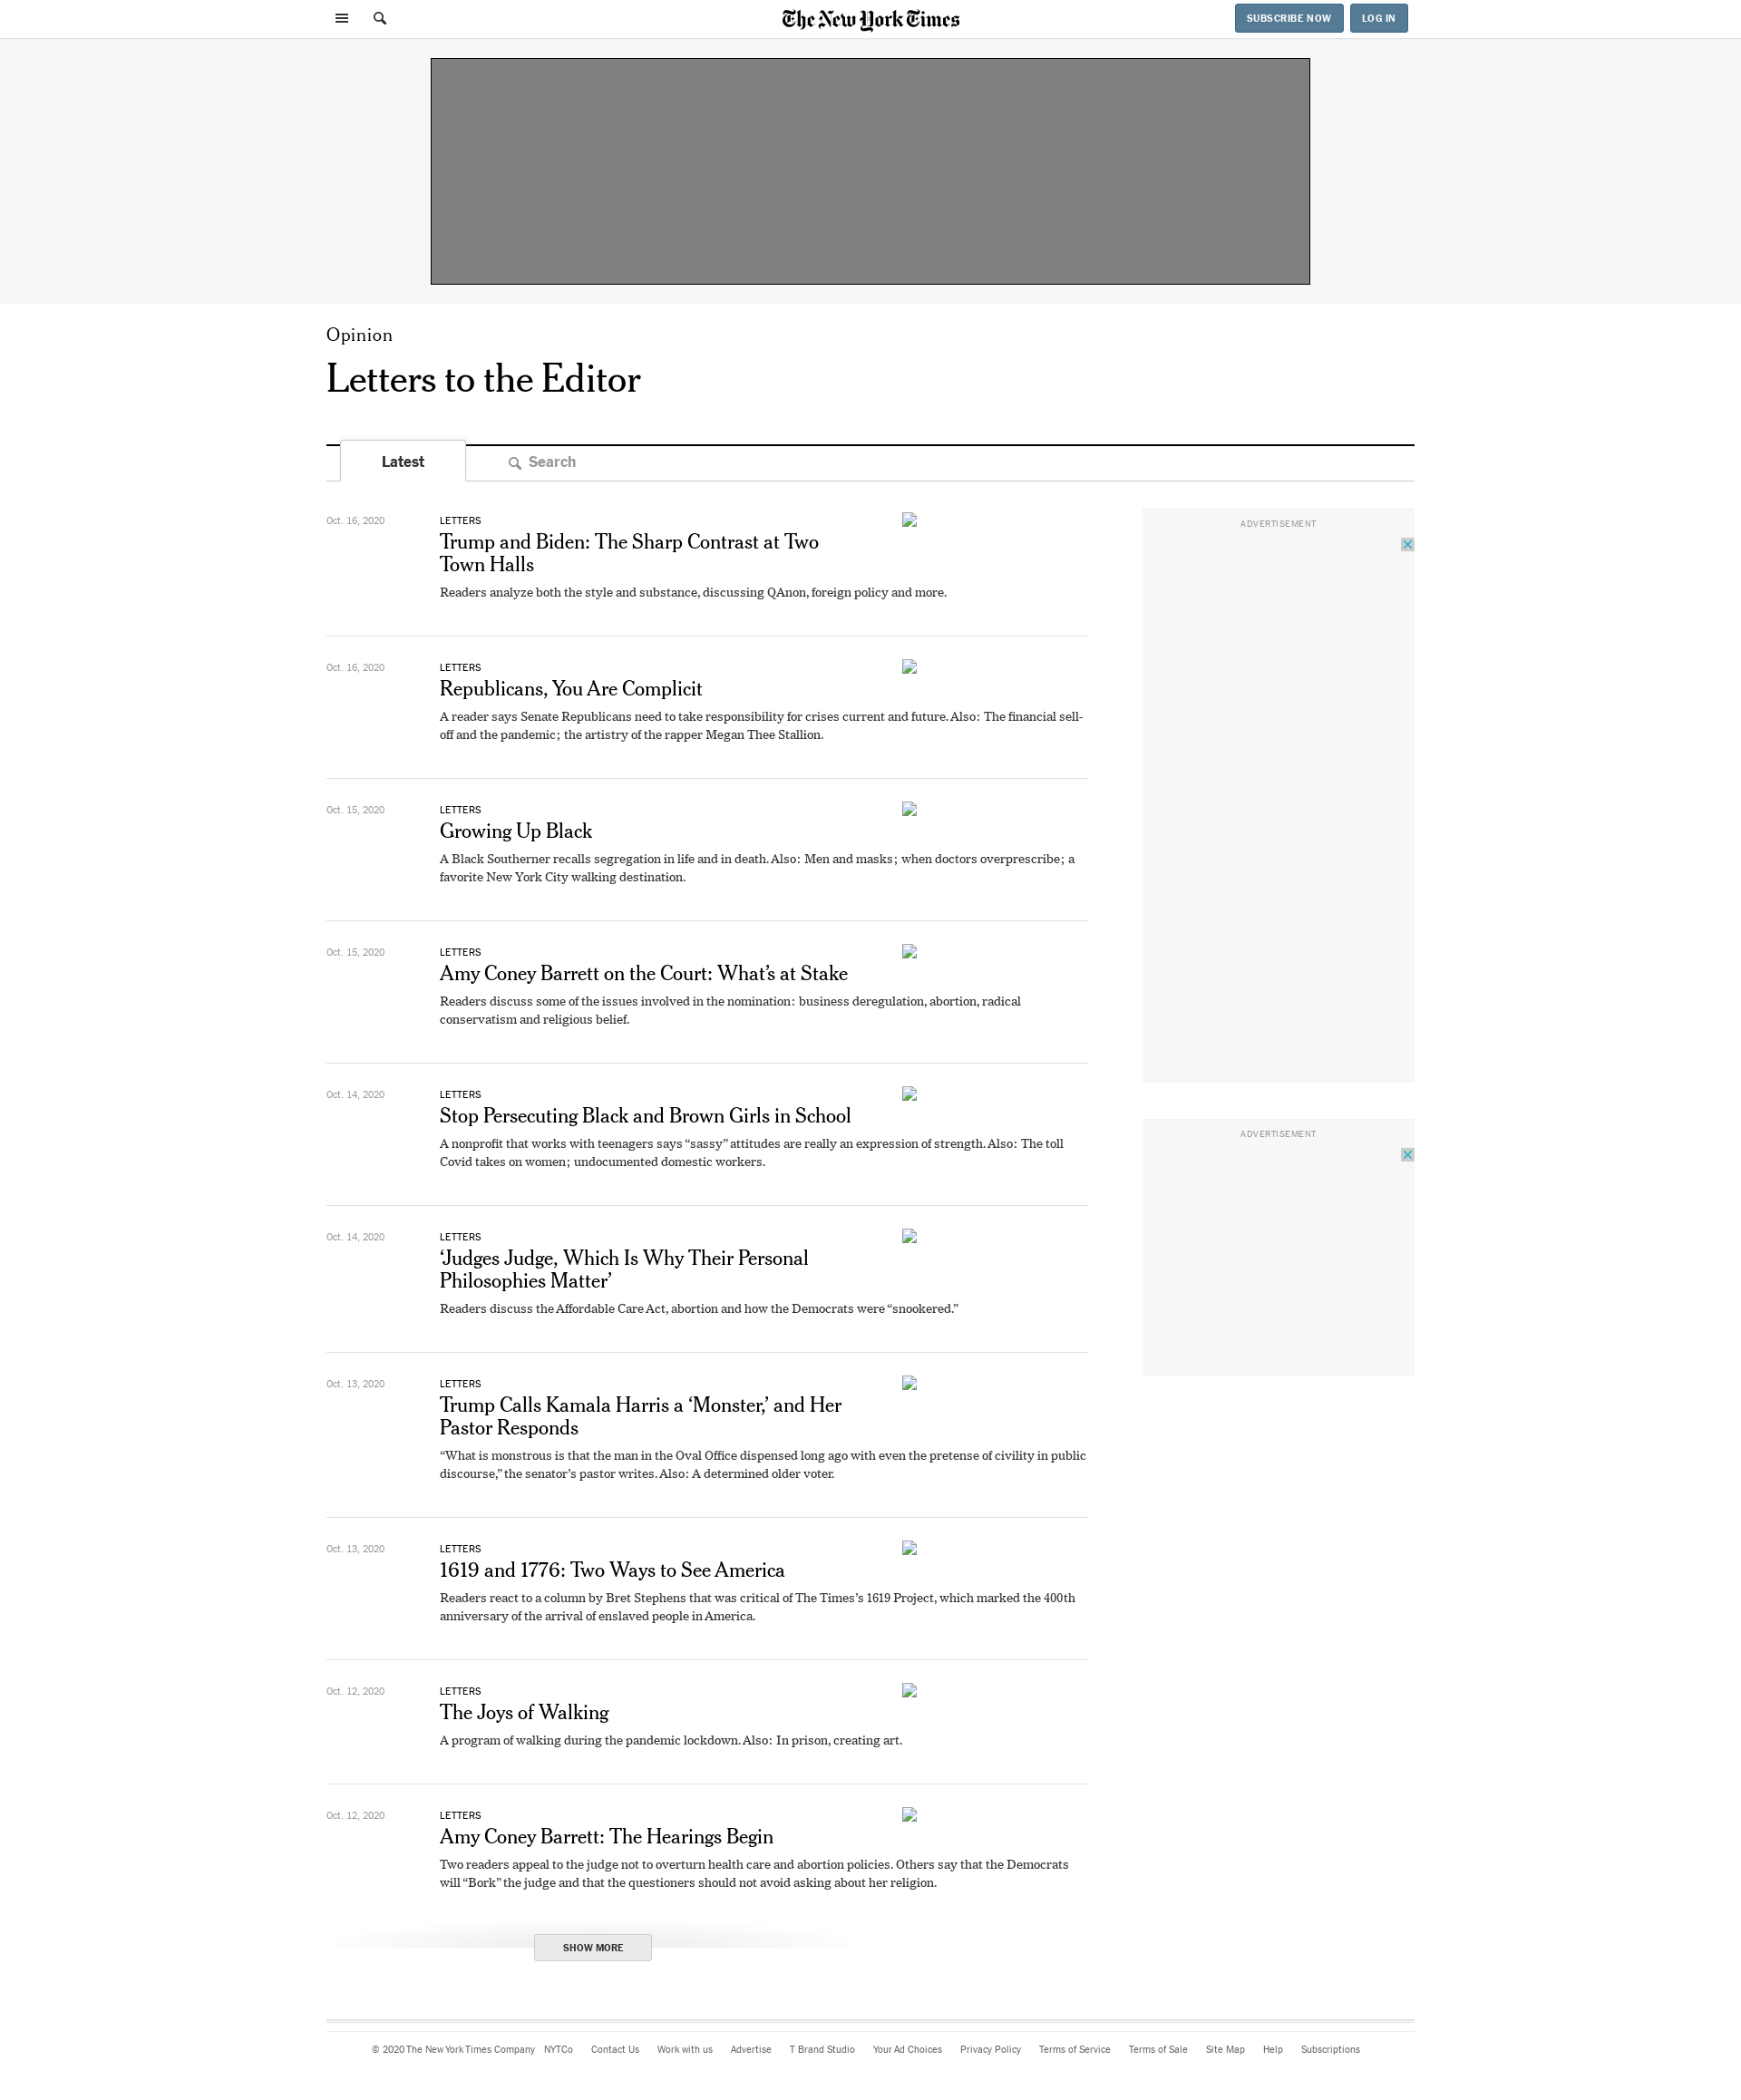 The New York Times
SUBSCRIBE NOW
LOG IN
Opinion
Letters to the Editor
Latest
Search
Oct. 16, 2020
LETTERS
Trump and Biden: The Sharp Contrast at Two
Town Halls
Readers analyze both the style and substance, discussing QAnon, foreign policy and more.
Oct. 16, 2020
LETTERS
Republicans, You Are Complicit
A reader says Senate Republicans need to take responsibility for crises current and future. Also: The financial sell-
off and the pandemic; the artistry of the rapper Megan Thee Stallion.
Oct. 15, 2020
LETTERS
Growing Up Black
A Black Southerner recalls segregation in life and in death. Also: Men and masks; when doctors overprescribe; a
favorite New York City walking destination.
Oct. 15, 2020
LETTERS
Amy Coney Barrett on the Court: What’s at Stake
Readers discuss some of the issues involved in the nomination: business deregulation, abortion, radical
conservatism and religious belief.
Oct. 14, 2020
LETTERS
Stop Persecuting Black and Brown Girls in School
A nonprofit that works with teenagers says “sassy” attitudes are really an expression of strength. Also: The toll
Covid takes on women; undocumented domestic workers.
Oct. 14, 2020
LETTERS
‘Judges Judge, Which Is Why Their Personal
Philosophies Matter’
Readers discuss the Affordable Care Act, abortion and how the Democrats were “snookered.”
Oct. 13, 2020
LETTERS
Trump Calls Kamala Harris a ‘Monster,’ and Her
Pastor Responds
“What is monstrous is that the man in the Oval Office dispensed long ago with even the pretense of civility in public
discourse,” the senator’s pastor writes. Also: A determined older voter.
Oct. 13, 2020
LETTERS
1619 and 1776: Two Ways to See America
Readers react to a column by Bret Stephens that was critical of The Times’s 1619 Project, which marked the 400th
anniversary of the arrival of enslaved people in America.
Oct. 12, 2020
LETTERS
The Joys of Walking
A program of walking during the pandemic lockdown. Also: In prison, creating art.
Oct. 12, 2020
LETTERS
Amy Coney Barrett: The Hearings Begin
Two readers appeal to the judge not to overturn health care and abortion policies. Others say that the Democrats
will “Bork” the judge and that the questioners should not avoid asking about her religion.
SHOW MORE
ADVERTISEMENT
ADVERTISEMENT
© 2020 The New York Times Company NYTCo Contact Us Work with us Advertise T Brand Studio Your Ad Choices Privacy Policy Terms of Service Terms of Sale Site Map Help Subscriptions